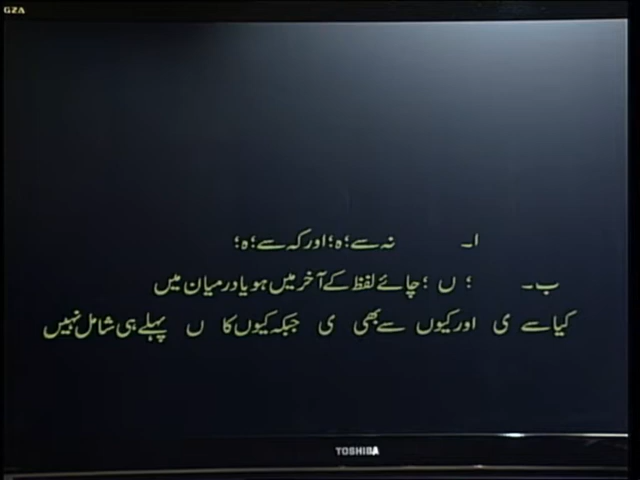 GZA
ا۔ نہ سے؛ ہ؛ اور کہ سے؛ ہ؛
ب۔ ؛ ں ؛ چائے لفظ کے آخر میں ہو یا درمیان میں
کیا سے ی اور کیوں سے بھی ی جبکہ کیوں کا ں پہلے ہی شامل نہیں
TOSHIBA